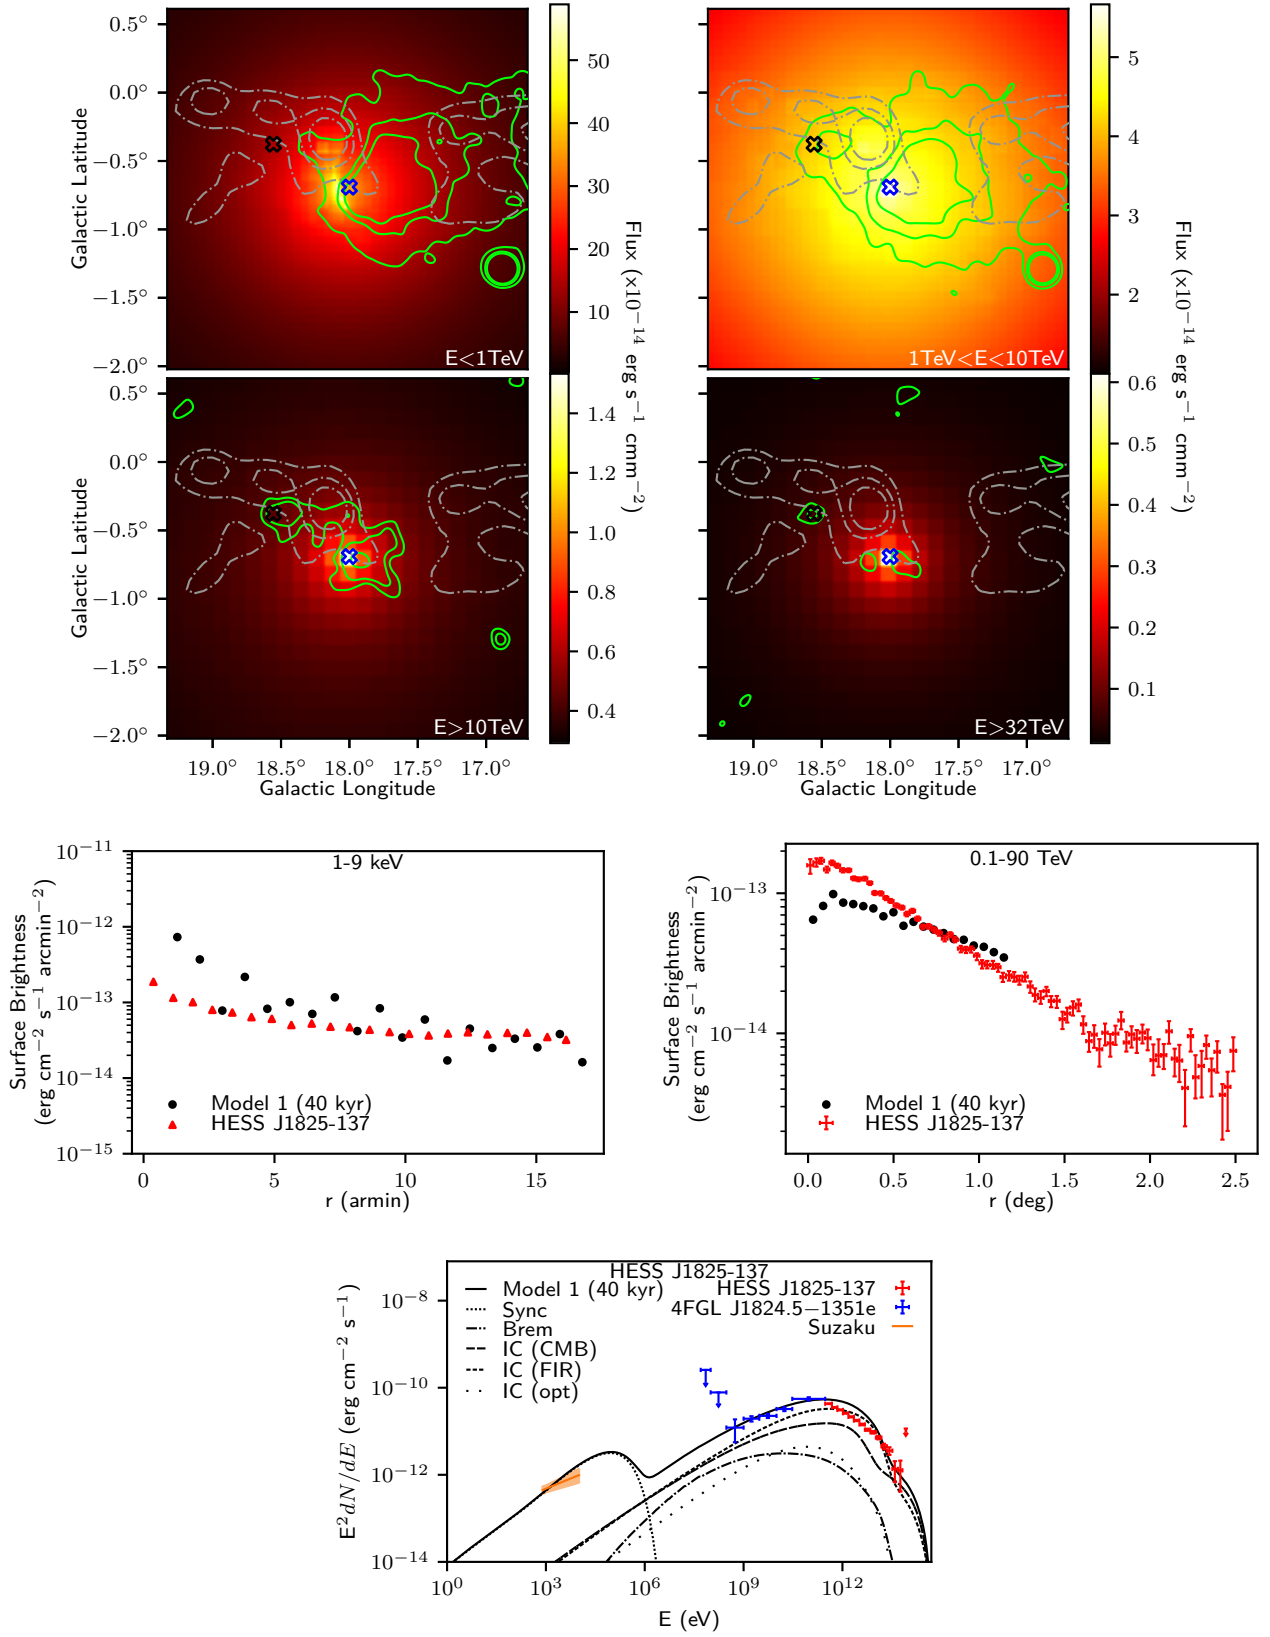 0.5°
0.0°
−0.5°
−1.0°
−1.5°
−2.0°
Galactic Latitude
E<1TeV
50
40
30
20
10
Flux (x10⁻¹⁴ erg s⁻¹ cmm⁻²)
1TeV<E<10TeV
5
4
3
2
Flux (x10⁻¹⁴ erg s⁻¹ cmm⁻²)
0.5°
0.0°
−0.5°
−1.0°
−1.5°
−2.0°
Galactic Latitude
E>10TeV
19.0° 18.5° 18.0° 17.5° 17.0°
Galactic Longitude
1.4
1.2
1.0
0.8
0.6
0.4
E>32TeV
19.0° 18.5° 18.0° 17.5° 17.0°
Galactic Longitude
0.6
0.5
0.4
0.3
0.2
0.1
1-9 keV
10⁻¹¹
10⁻¹²
10⁻¹³
10⁻¹⁴
10⁻¹⁵
Surface Brightness
(erg cm⁻² s⁻¹ arcmin⁻²)
Model 1 (40 kyr)
HESS J1825-137
0 5 10 15
r (armin)
0.1-90 TeV
10⁻¹³
10⁻¹⁴
Surface Brightness
(erg cm⁻² s⁻¹ arcmin⁻²)
Model 1 (40 kyr)
HESS J1825-137
0.0 0.5 1.0 1.5 2.0 2.5
r (deg)
HESS J1825-137
Model 1 (40 kyr)
Sync
Brem
IC (CMB)
IC (FIR)
IC (opt)
HESS J1825-137
4FGL J1824.5−1351e
Suzaku
10⁻⁸
10⁻¹⁰
10⁻¹²
10⁻¹⁴
E²dN/dE (erg cm⁻² s⁻¹)
10⁰ 10³ 10⁶ 10⁹ 10¹²
E (eV)